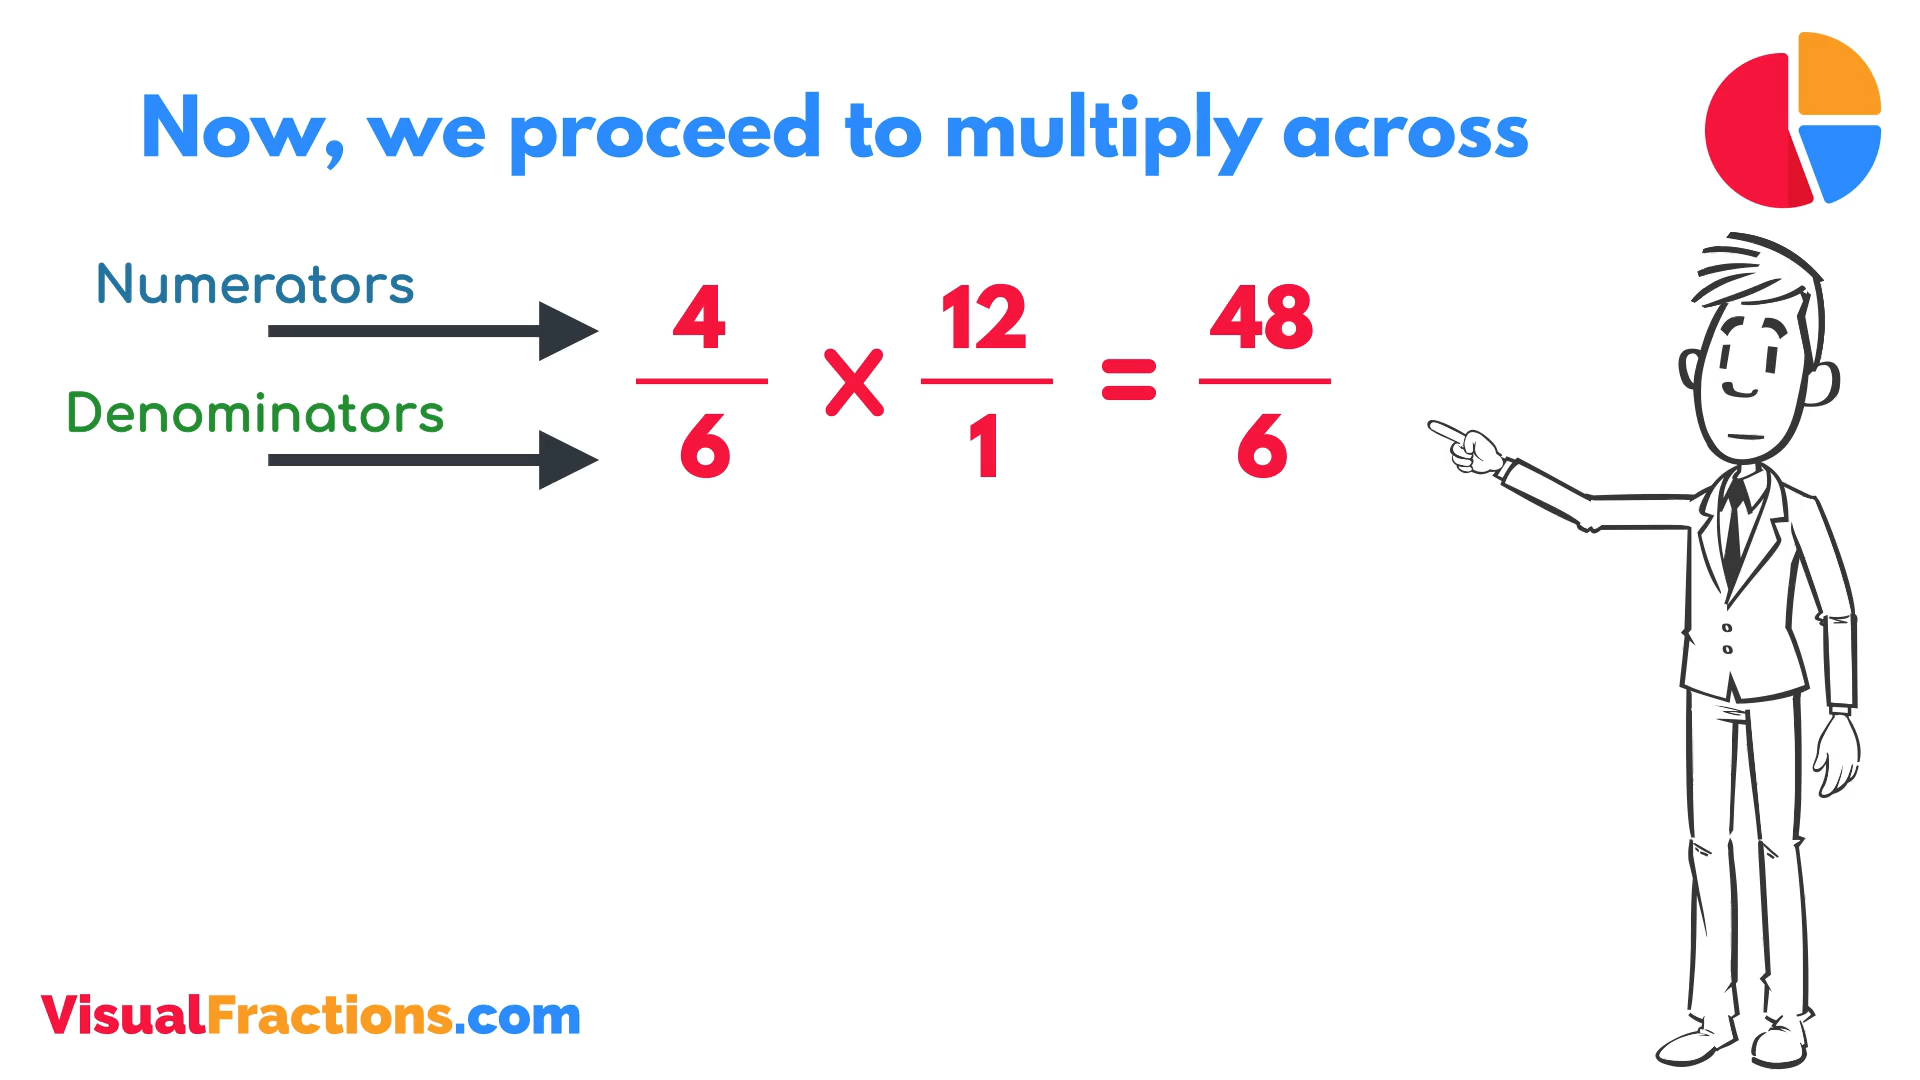 Now, we proceed to multiply across
Numerators
Denominators
4/6 × 12/1 = 48/6
VisualFractions.com